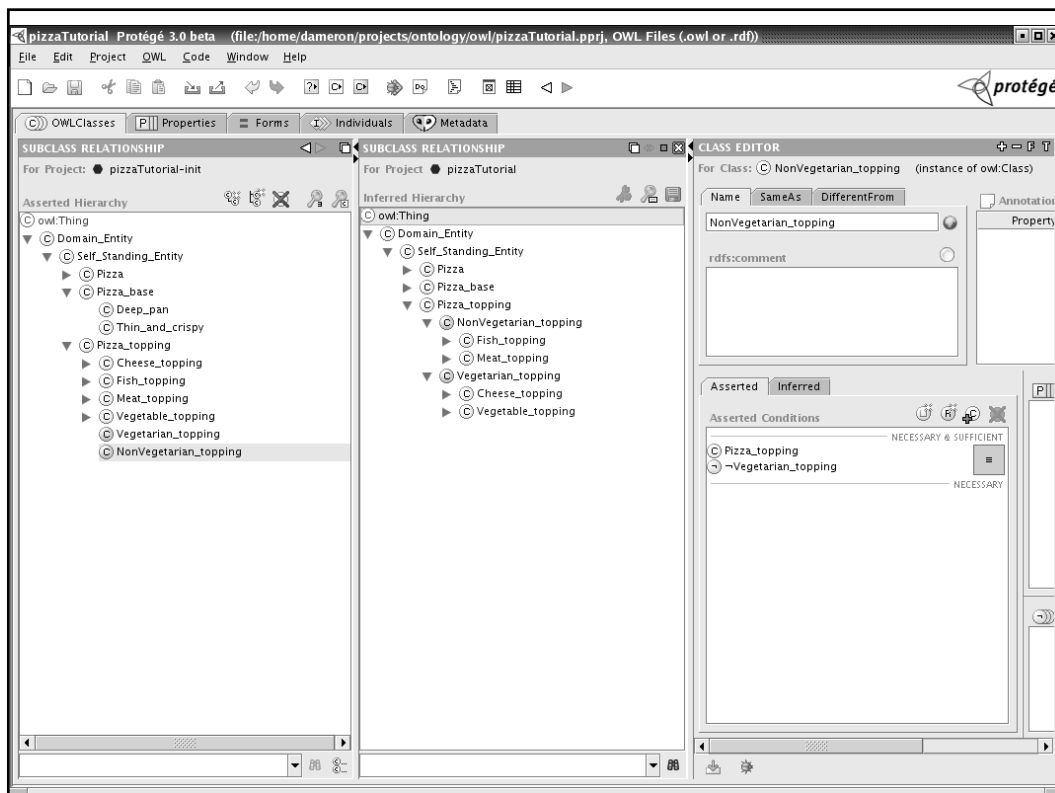 pizzaTutorial Protégé 3.0 beta (file:/home/dameron/projects/ontology/owl/pizzaTutorial.pprj, OWL Files (.owl or .rdf))
File Edit Project OWL Code Window Help
protégé
OWLClasses Properties Forms Individuals Metadata
SUBCLASS RELATIONSHIP
For Project: pizzaTutorial-init
Asserted Hierarchy
owl:Thing
Domain_Entity
Self_Standing_Entity
Pizza
Pizza_base
Deep_pan
Thin_and_crispy
Pizza_topping
Cheese_topping
Fish_topping
Meat_topping
Vegetable_topping
Vegetarian_topping
NonVegetarian_topping
SUBCLASS RELATIONSHIP
For Project pizzaTutorial
Inferred Hierarchy
owl:Thing
Domain_Entity
Self_Standing_Entity
Pizza
Pizza_base
Pizza_topping
NonVegetarian_topping
Fish_topping
Meat_topping
Vegetarian_topping
Cheese_topping
Vegetable_topping
CLASS EDITOR
For Class: NonVegetarian_topping (instance of owl:Class)
Name SameAs DifferentFrom
NonVegetarian_topping
rdfs:comment
Annotation
Property
Asserted Inferred
Asserted Conditions
NECESSARY & SUFFICIENT
Pizza_topping
¬Vegetarian_topping
NECESSARY